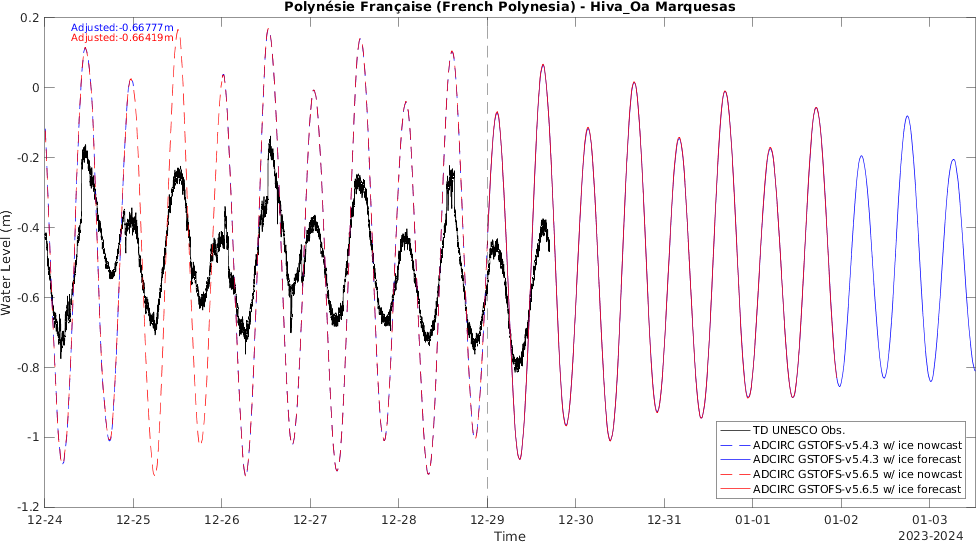 Polynésie Française (French Polynesia) - Hiva_Oa Marquesas
Adjusted:-0.66777m
Adjusted:-0.66419m
Water Level (m)
0.2
0
-0.2
-0.4
-0.6
-0.8
-1
-1.2
TD UNESCO Obs.
ADCIRC GSTOFS-v5.4.3 w/ ice nowcast
ADCIRC GSTOFS-v5.4.3 w/ ice forecast
ADCIRC GSTOFS-v5.6.5 w/ ice nowcast
ADCIRC GSTOFS-v5.6.5 w/ ice forecast
12-24 12-25 12-26 12-27 12-28 12-29 12-30 12-31 01-01 01-02 01-03
Time
2023-2024